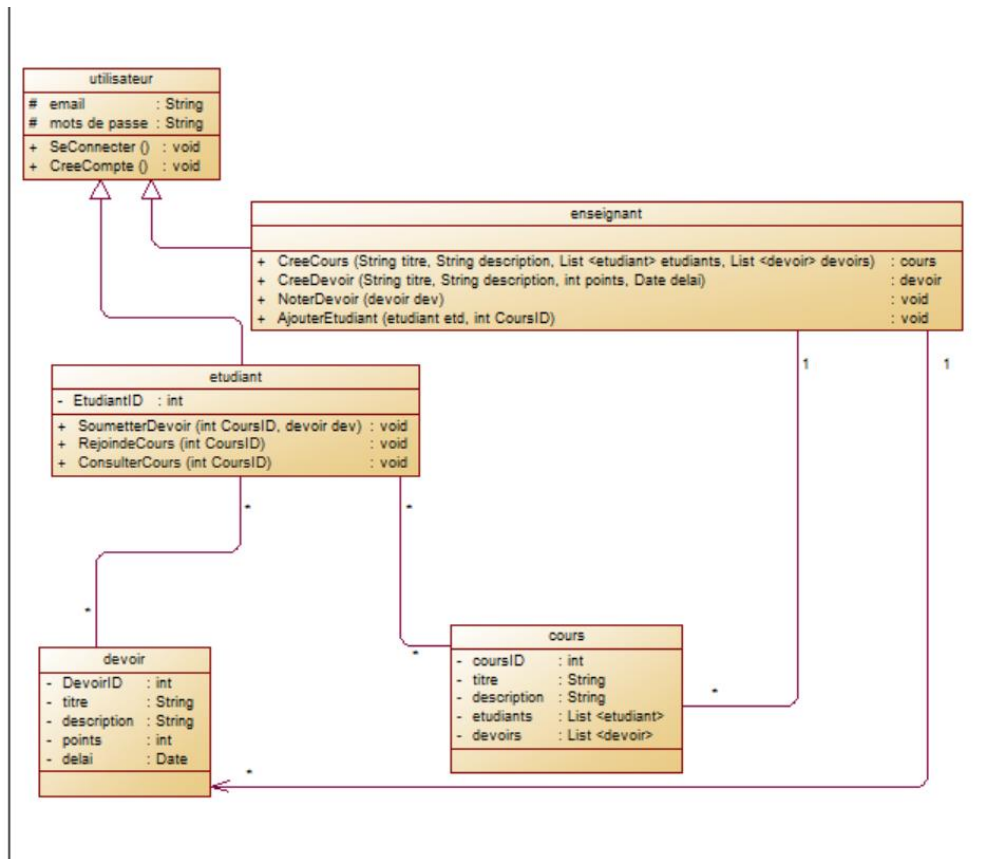 utilisateur
# email : String
# mots de passe : String
+ SeConnecter () : void
+ CreeCompte () : void
enseignant
+ CreeCours (String titre, String description, List <etudiant> etudiants, List <devoir> devoirs) : cours
+ CreeDevoir (String titre, String description, int points, Date delai) : devoir
+ NoterDevoir (devoir dev) : void
+ AjouterEtudiant (etudiant etd, int CoursID) : void
1
1
etudiant
- EtudiantID : int
+ SoumetterDevoir (int CoursID, devoir dev) : void
+ RejoindeCours (int CoursID) : void
+ ConsulterCours (int CoursID) : void
*
*
*
*
*
*
devoir
- DevoirID : int
- titre : String
- description : String
- points : int
- delai : Date
cours
- coursID : int
- titre : String
- description : String
- etudiants : List <etudiant>
- devoirs : List <devoir>